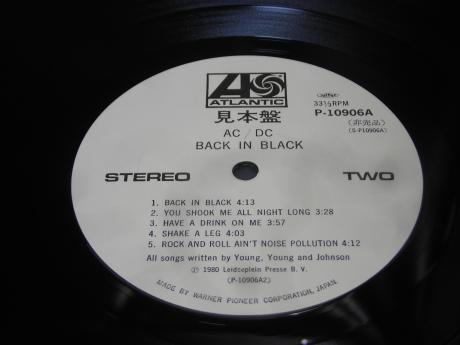 ATLANTIC
見本盤
AC / DC
BACK IN BLACK
33⅓RPM
P-10906A
(非売品)
(S-P10906A)
STEREO
TWO
1. BACK IN BLACK 4:13
2. YOU SHOOK ME ALL NIGHT LONG 3:28
3. HAVE A DRINK ON ME 3:57
4. SHAKE A LEG 4:03
5. ROCK AND ROLL AIN'T NOISE POLLUTION 4:12
All songs written by Young, Young and Johnson
Ⓟ 1980 Leidseplein Presse B. V.
(P-10906A2)
MADE BY WARNER PIONEER CORPORATION, JAPAN.